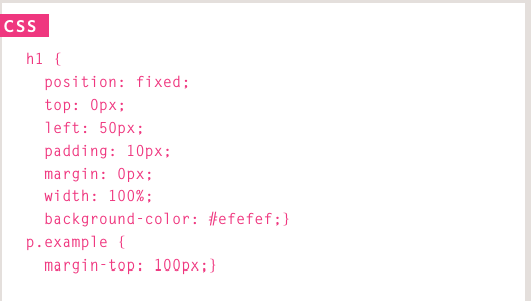 CSS
h1 {
position: fixed;
top: 0px;
left: 50px;
padding: 10px;
margin: 0px;
width: 100%;
background-color: #efefef;}
p.example {
margin-top: 100px;}